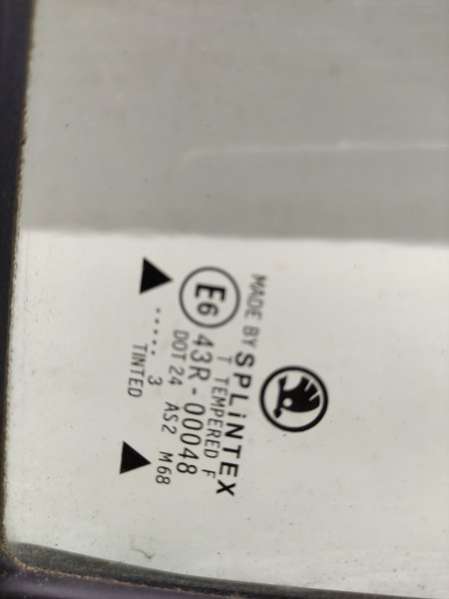 MADE BY SPLiNTEX
T TEMPERED F
E6 43R - 00048
DOT 24 AS2 M68
..... 3
TINTED